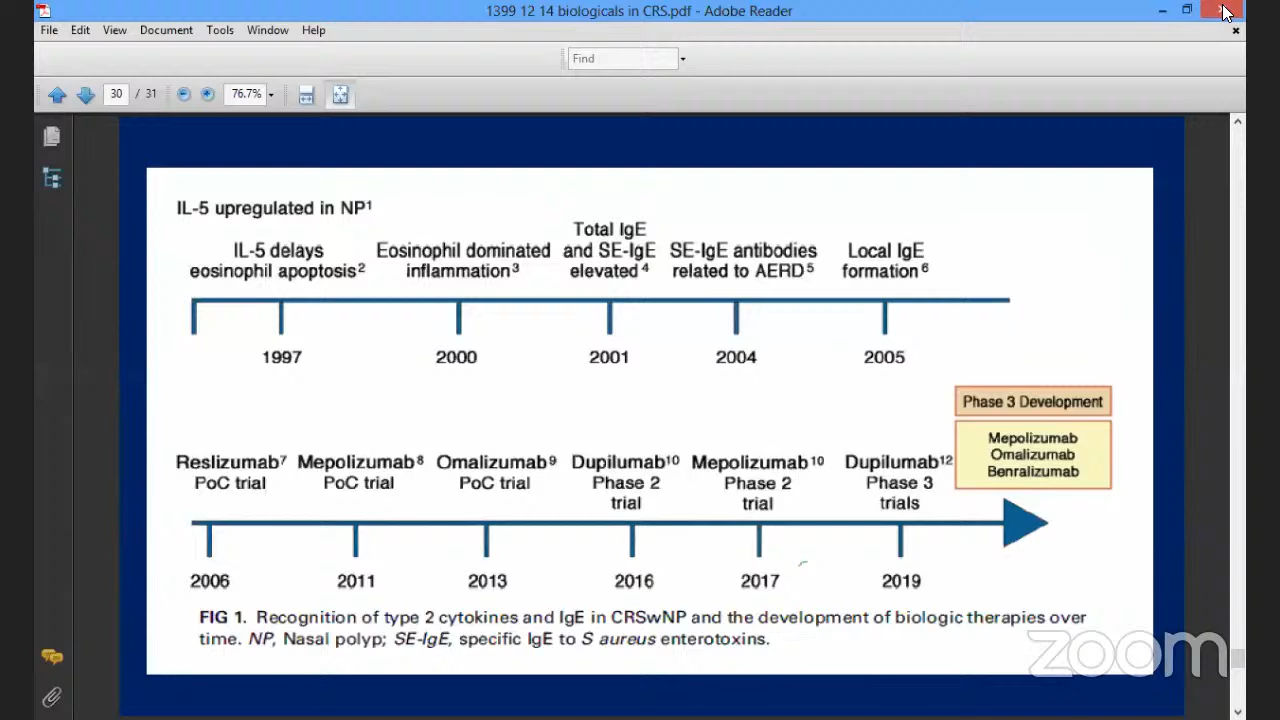 1399 12 14 biologicals in CRS.pdf - Adobe Reader
File Edit View Document Tools Window Help
Find
30 / 31 76.7%
IL-5 upregulated in NP1
IL-5 delays
eosinophil apoptosis2
Eosinophil dominated
inflammation3
Total IgE
and SE-IgE
elevated4
SE-IgE antibodies
related to AERD5
Local IgE
formation6
1997 2000 2001 2004 2005
Phase 3 Development
Mepolizumab
Omalizumab
Benralizumab
Reslizumab7
PoC trial
Mepolizumab8
PoC trial
Omalizumab9
PoC trial
Dupilumab10
Phase 2
trial
Mepolizumab10
Phase 2
trial
Dupilumab12
Phase 3
trials
2006 2011 2013 2016 2017 2019
FIG 1. Recognition of type 2 cytokines and IgE in CRSwNP and the development of biologic therapies over
time. NP, Nasal polyp; SE-IgE, specific IgE to S aureus enterotoxins.
zoom